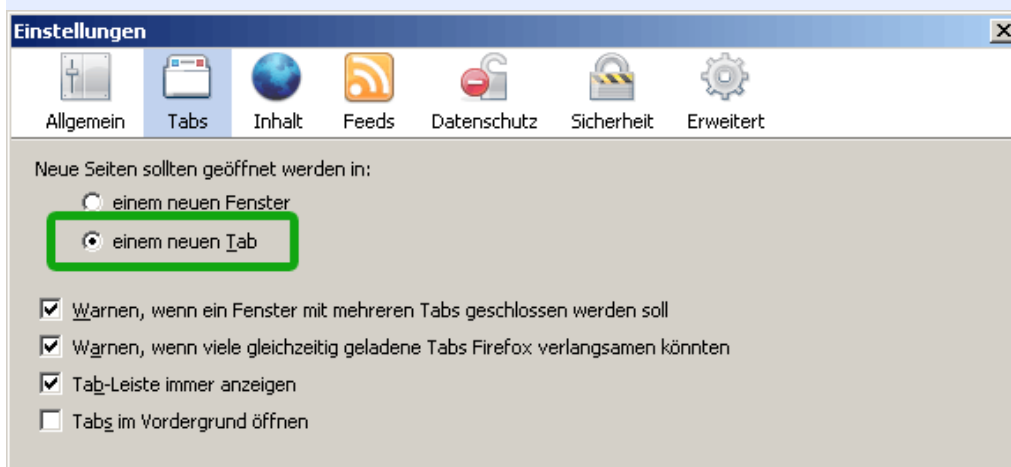 Einstellungen
Allgemein Tabs Inhalt Feeds Datenschutz Sicherheit Erweitert
Neue Seiten sollten geöffnet werden in:
einem neuen Fenster
einem neuen Tab
Warnen, wenn ein Fenster mit mehreren Tabs geschlossen werden soll
Warnen, wenn viele gleichzeitig geladene Tabs Firefox verlangsamen könnten
Tab-Leiste immer anzeigen
Tabs im Vordergrund öffnen